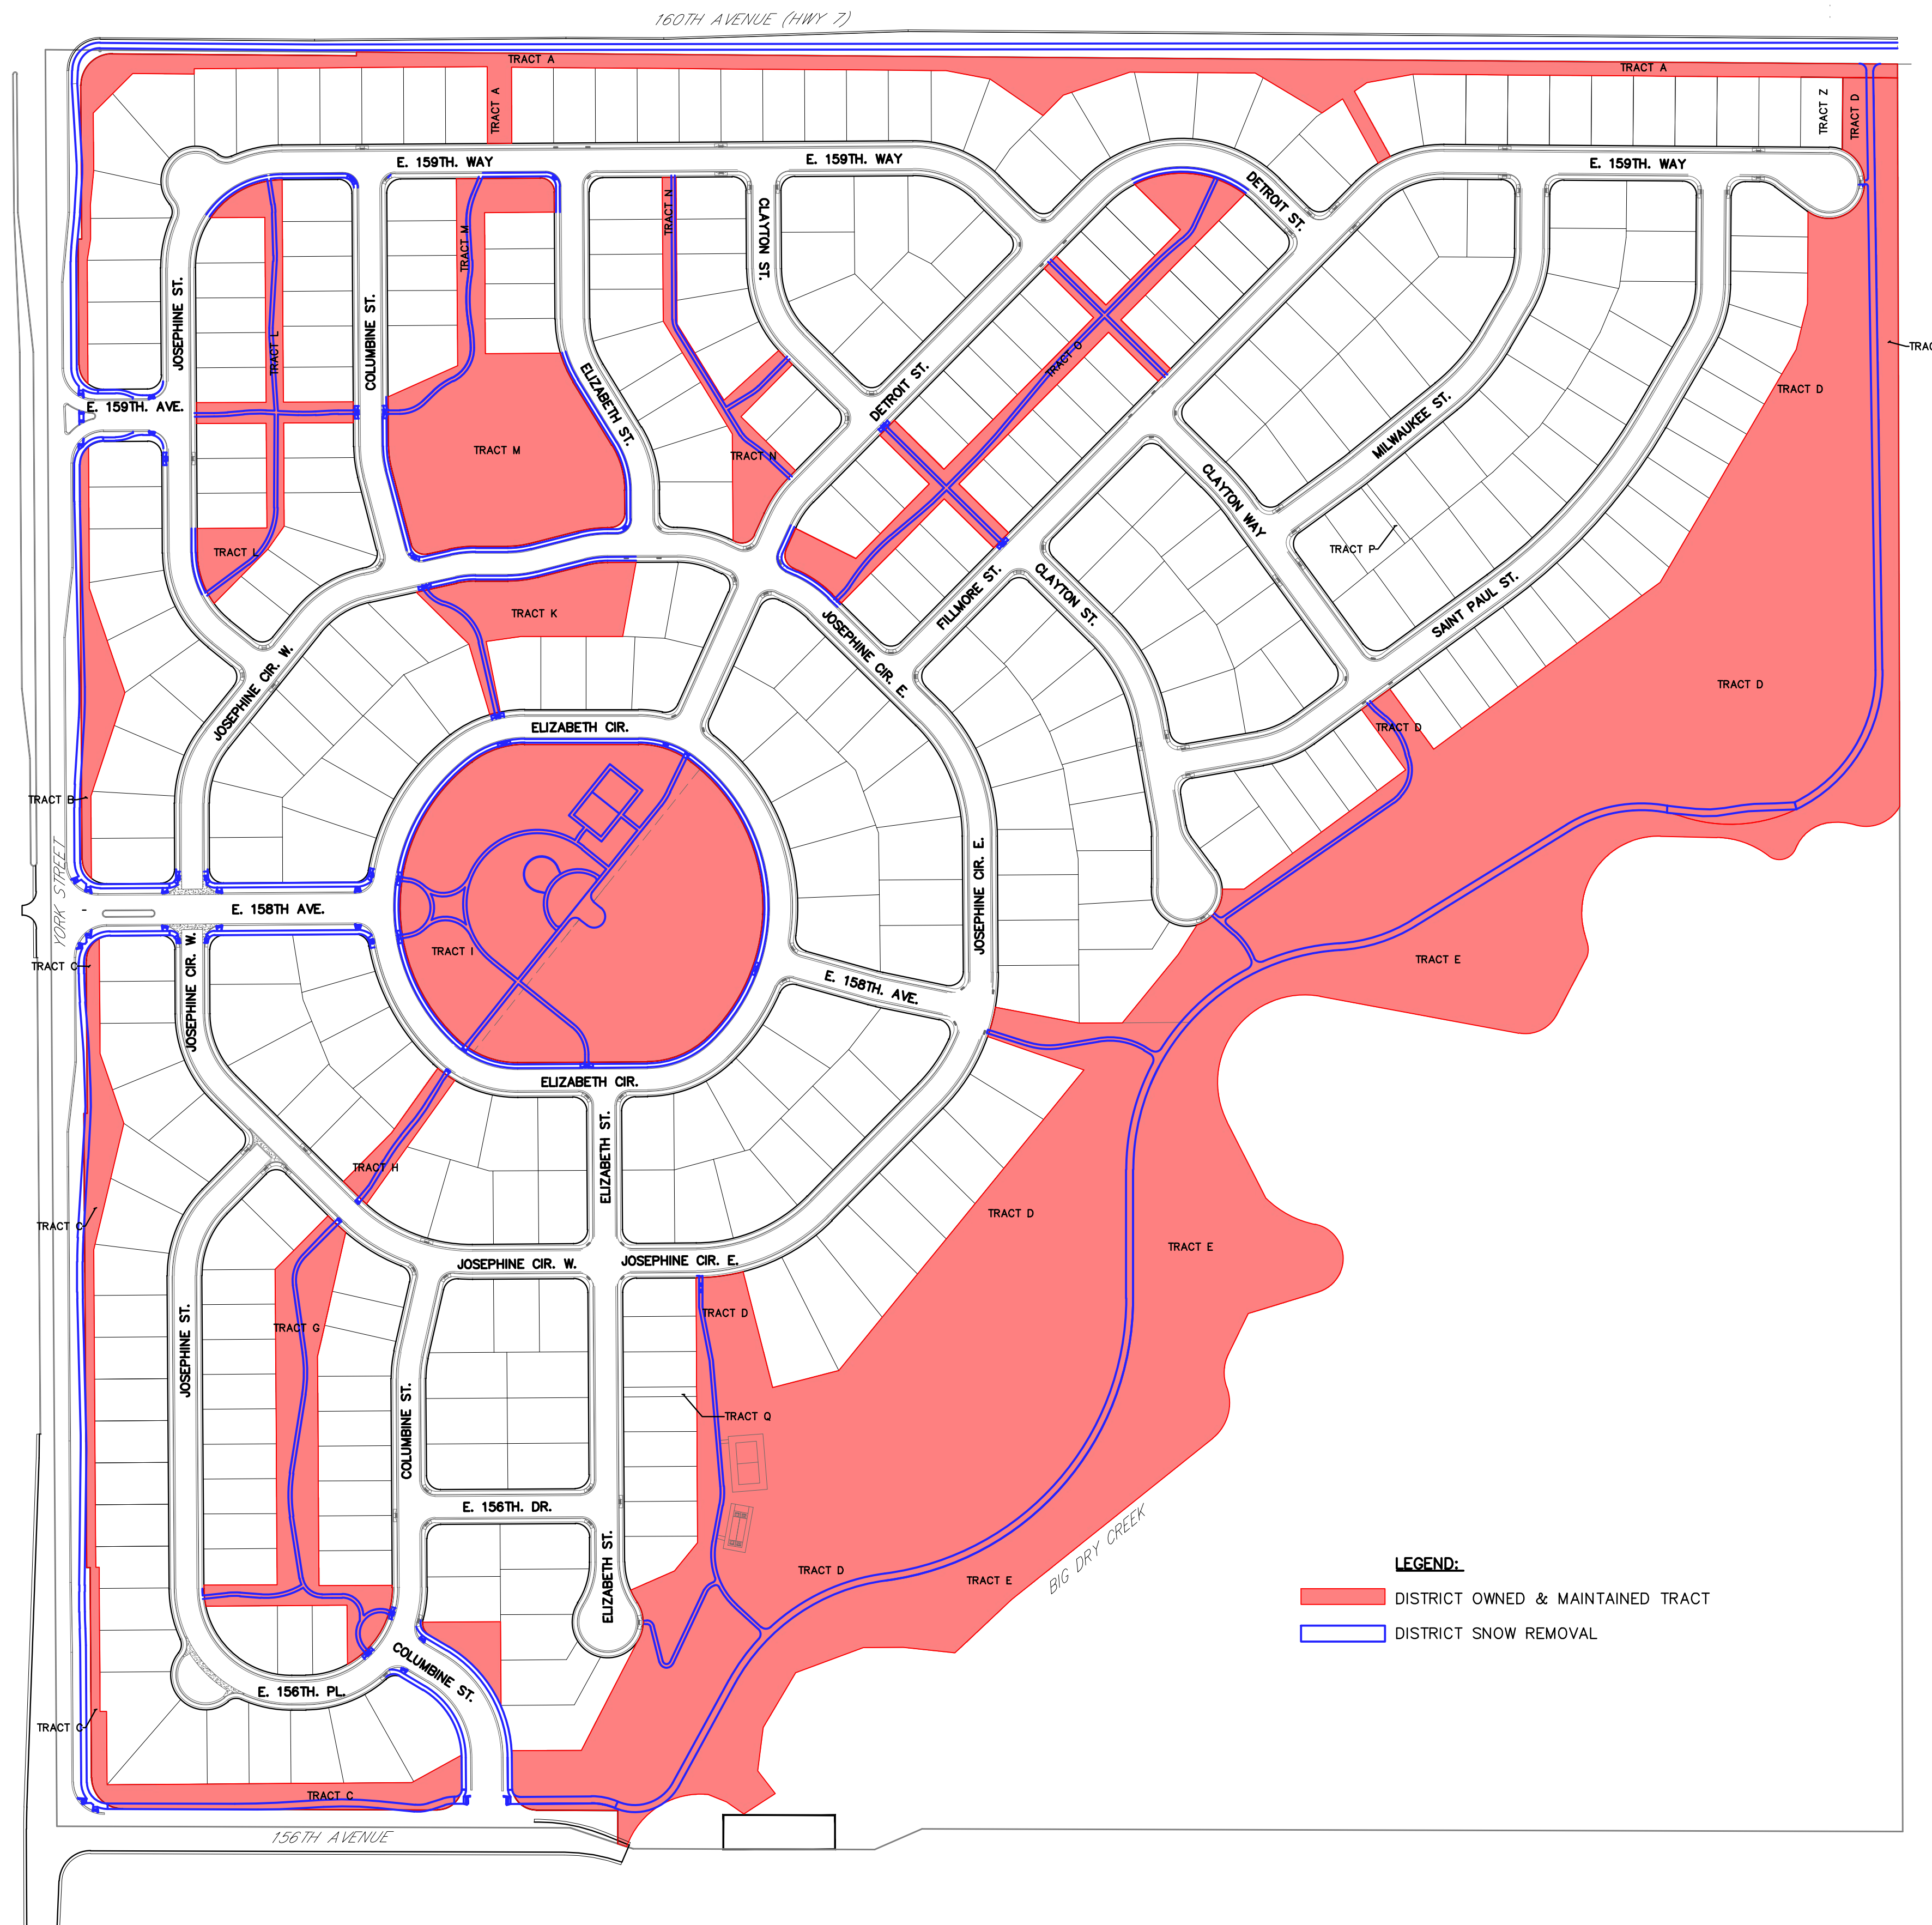 160TH AVENUE (HWY 7)
TRACT A
TRACT A
TRACT A
TRACT Z
TRACT D
E. 159TH. WAY
E. 159TH. WAY
E. 159TH. WAY
DETROIT ST.
TRACT N
CLAYTON ST.
TRACT M
JOSEPHINE ST.
COLUMBINE ST.
TRACT L
TRACT O
TRAC
ELIZABETH ST.
DETROIT ST.
TRACT D
E. 159TH. AVE.
MILWAUKEE ST.
TRACT M
TRACT N
CLAYTON WAY
TRACT L
TRACT P
TRACT K
CLAYTON ST.
FILLMORE ST.
SAINT PAUL ST.
JOSEPHINE CIR. E.
JOSEPHINE CIR. W.
TRACT D
ELIZABETH CIR.
TRACT D
TRACT B
YORK STREET
E. 158TH AVE.
JOSEPHINE CIR. E.
TRACT I
TRACT E
TRACT C
JOSEPHINE CIR. W.
E. 158TH. AVE.
ELIZABETH CIR.
ELIZABETH ST.
TRACT H
TRACT C
TRACT D
TRACT E
JOSEPHINE CIR. W.
JOSEPHINE CIR. E.
TRACT D
TRACT G
JOSEPHINE ST.
TRACT Q
COLUMBINE ST.
E. 156TH. DR.
ELIZABETH ST.
TRACT D
TRACT E
BIG DRY CREEK
LEGEND:
DISTRICT OWNED & MAINTAINED TRACT
DISTRICT SNOW REMOVAL
COLUMBINE ST.
E. 156TH. PL.
TRACT C
TRACT C
156TH AVENUE